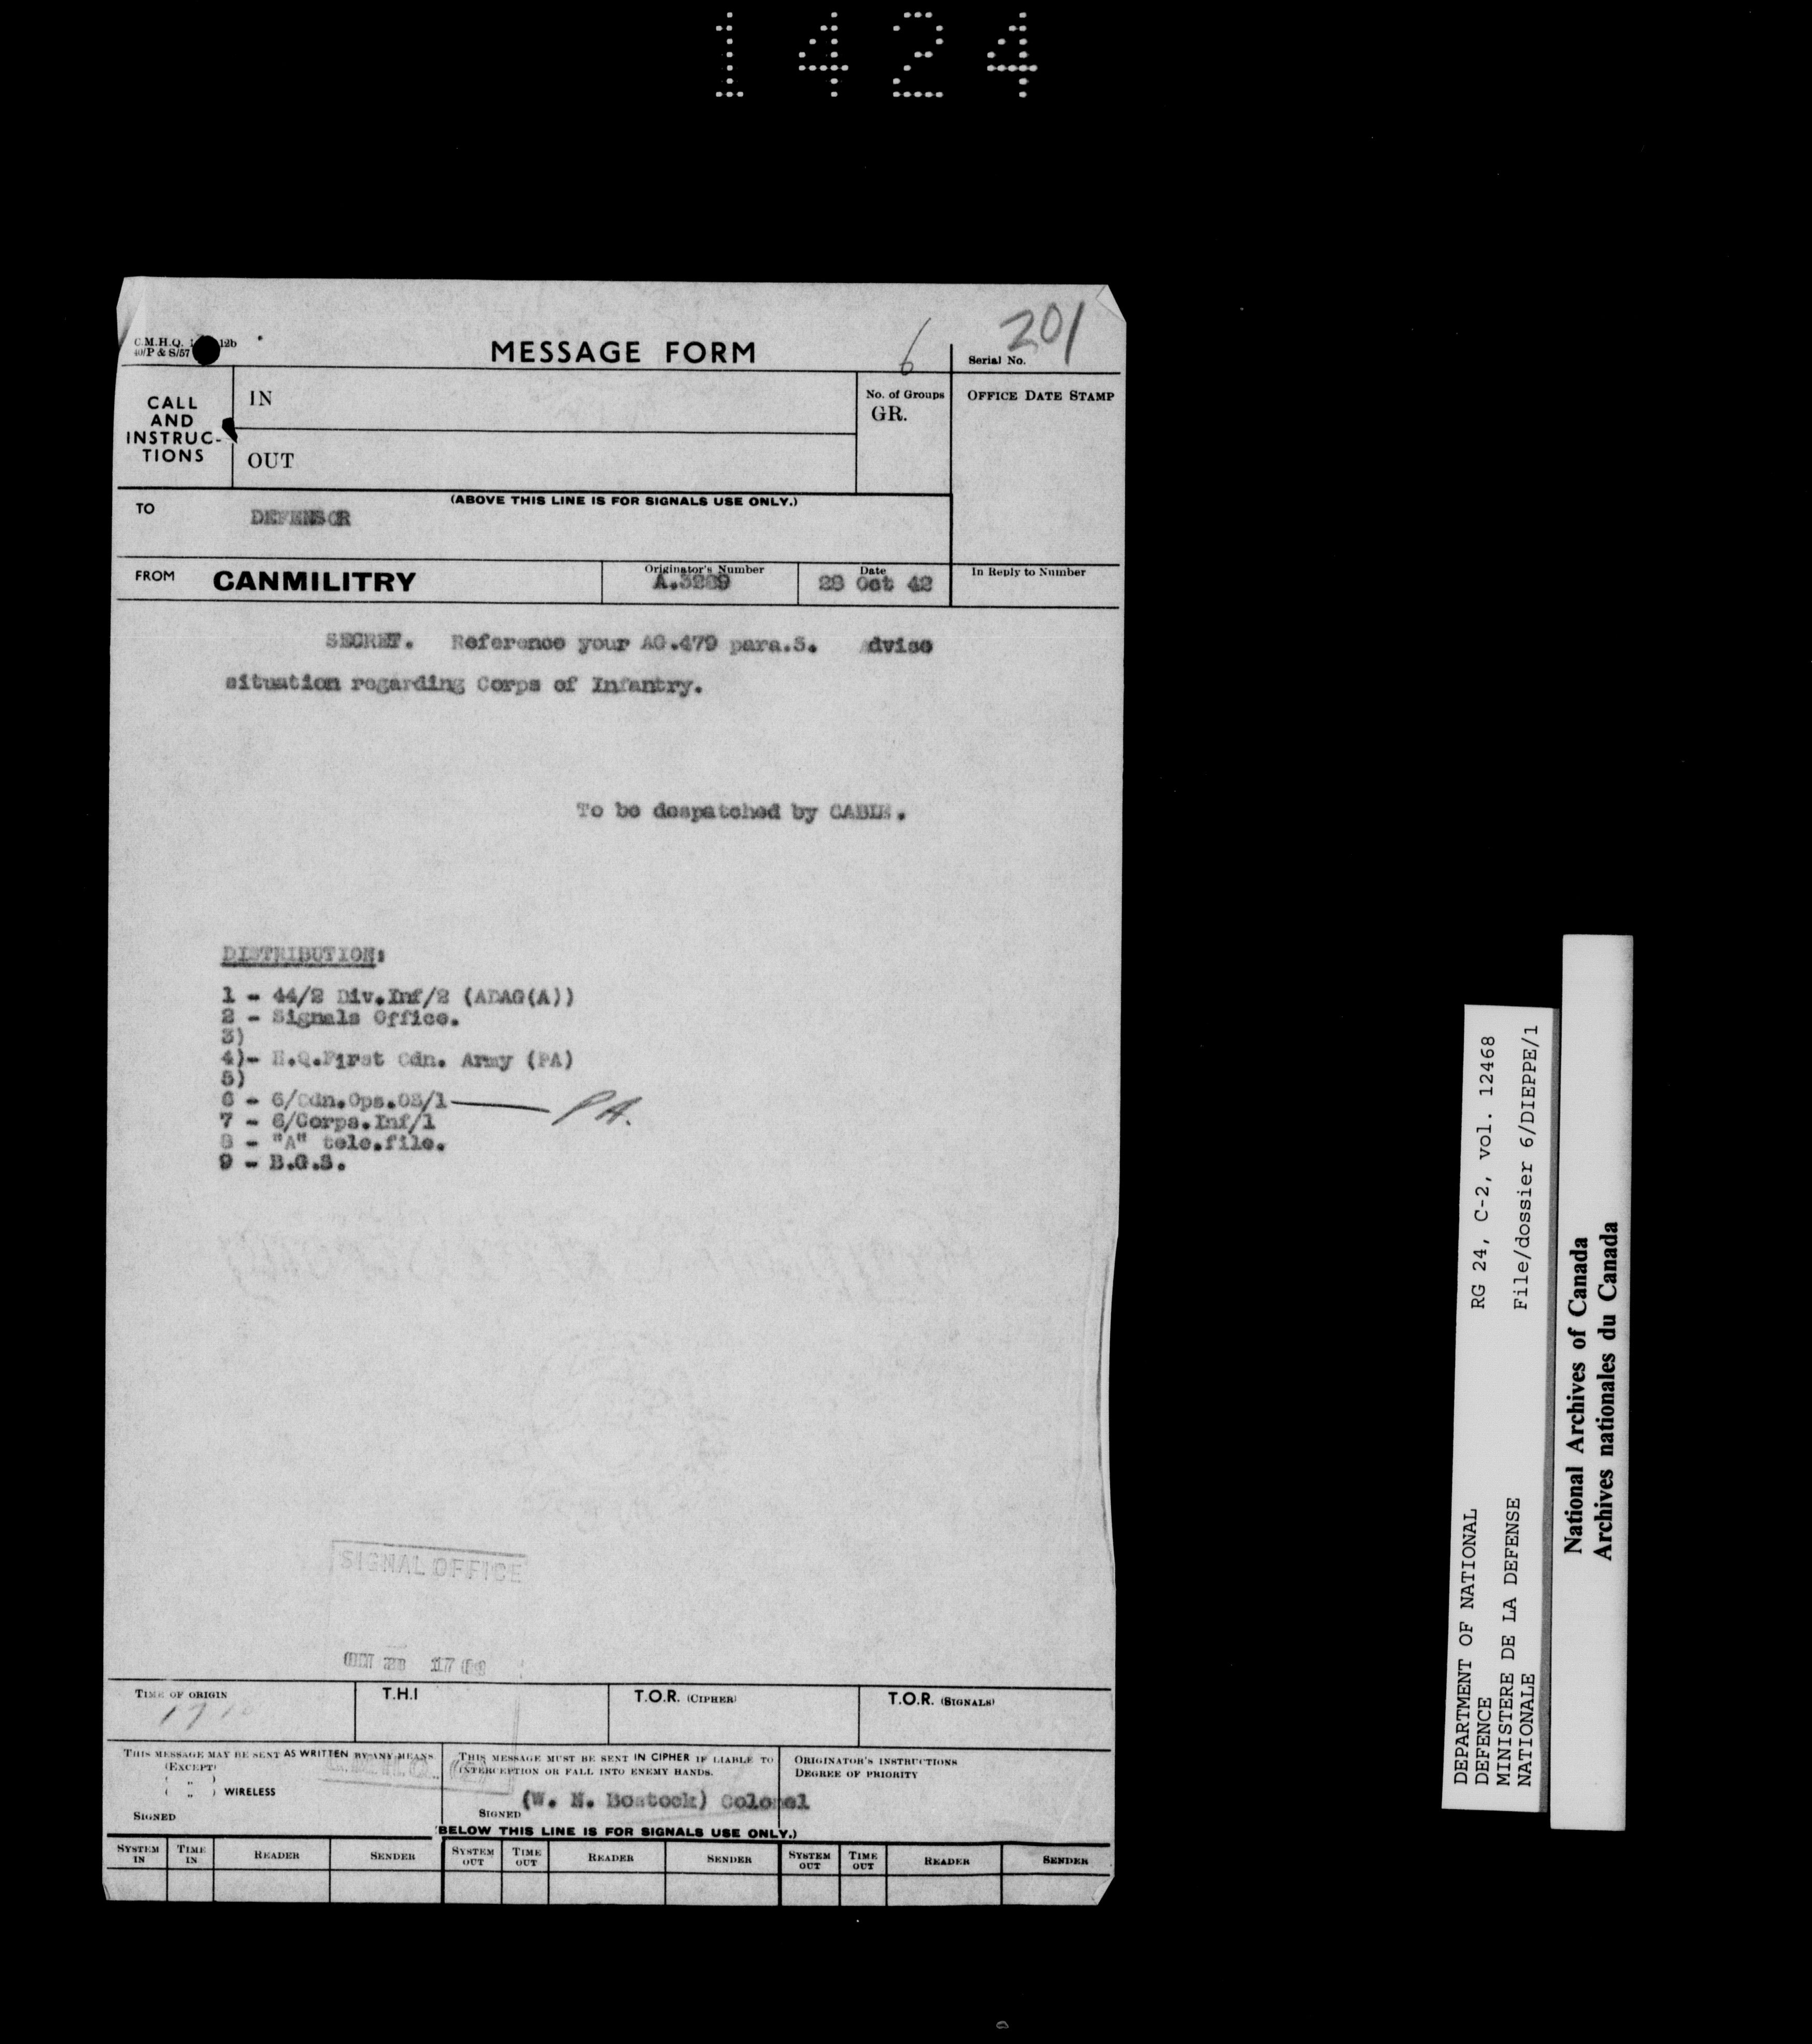 1424
201
6
C.M.H.Q. 12b
40/P & S/57
MESSAGE FORM
Serial No.
CALL AND INSTRUC-TIONS
IN
No. of Groups
GR.
OFFICE DATE STAMP
OUT
(ABOVE THIS LINE IS FOR SIGNALS USE ONLY.)
TO
DEFENSOR
FROM CANMILITRY
Originator's Number
A.3289
Date
28 Oct 42
In Reply to Number
SECRET. Reference your AG.479 para.3. Advise
situation regarding Corps of Infantry.
To be despatched by CABLE.
DISTRIBUTION:
1 - 44/2 Div.Inf/2 (ADAG(A))
2 - Signals Office.
3)
4)- H.Q.First Cdn. Army (PA)
5)
6 - 6/Cdn.Ops.03/1 — PA.
7 - 6/Corps.Inf/1
8 - "A" tele.file.
9 - B.G.S.
SIGNAL OFFICE
TIME OF ORIGIN
T.H.I
T.O.R. (CIPHER)
T.O.R. (SIGNALS)
THIS MESSAGE MAY BE SENT AS WRITTEN BY ANY MEANS
(EXCEPT)
( „ ) WIRELESS
SIGNED
THIS MESSAGE MUST BE SENT IN CIPHER IF LIABLE TO
INTERCEPTION OR FALL INTO ENEMY HANDS.
(W. N. Bostock) Colonel
SIGNED
ORIGINATOR'S INSTRUCTIONS
DEGREE OF PRIORITY
(BELOW THIS LINE IS FOR SIGNALS USE ONLY.)
SYSTEM IN
TIME IN
READER
SENDER
SYSTEM OUT
TIME OUT
READER
SENDER
SYSTEM OUT
TIME OUT
READER
SENDER
DEPARTMENT OF NATIONAL
DEFENCE
MINISTERE DE LA DEFENSE
NATIONALE
RG 24, C-2, vol. 12468
File/dossier 6/DIEPPE/1
National Archives of Canada
Archives nationales du Canada